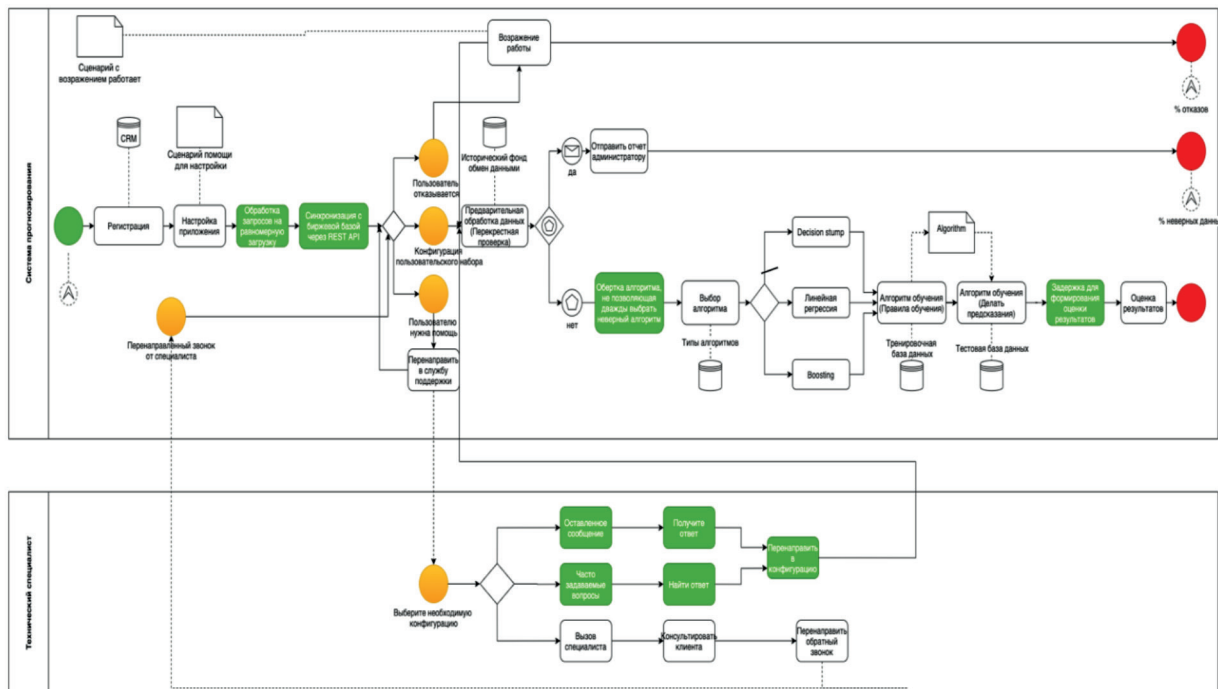 Система прогнозирования
Сценарий с
возражением работает
Возражение
работы
% отказов
CRM
Сценарий помощи
для настройки
Исторический фонд
обмен данными
Отправить отчет
администратору
да
% неверных данны
Пользователь
отказывается
Регистрация
Настройка
приложения
Обработка
запросов на
разномерную
загрузку
Синхронизация с
биржевой базой
через REST API
Конфигурация
пользовательского набора
Предварительная
обработка данных
(Перекрестная
проверка)
Decision stump
Algorithm
нет
Обертка алгоритма,
не позволяющая
дважды выбрать
неверный алгоритм
Выбор
алгоритма
Линейная
регрессия
Алгоритм обучения
(Правила обучения)
Алгоритм обучения
(Делать
предсказания)
Задержка для
формирования
оценки
результатов
Оценка
результатов
Перенаправленный звонок
от специалиста
Пользователю
нужна помощь
Перенаправить
в службу
поддержки
Типы алгоритмов
Boosting
Тренировочная
база данных
Тестовая база данных
Технический специалист
Выберите необходимую
конфигурацию
Оставленное
сообщение
Получите
ответ
Перенаправить
в
конфигурацию
Часто
задаваемые
вопросы
Найти ответ
Вызов
специалиста
Консультировать
клиента
Перенаправить
обратный
звонок